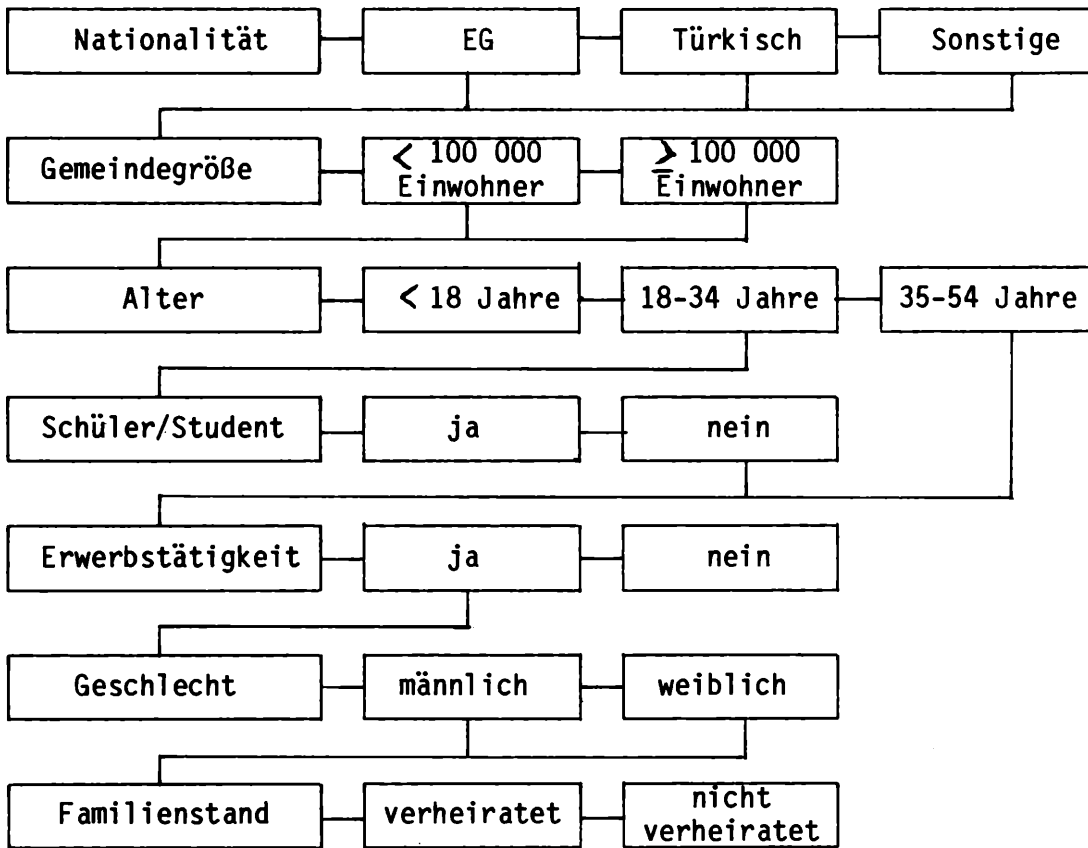 Nationalität EG Türkisch Sonstige
Gemeindegröße < 100 000 Einwohner ≥ 100 000 Einwohner
Alter < 18 Jahre 18-34 Jahre 35-54 Jahre
Schüler/Student ja nein
Erwerbstätigkeit ja nein
Geschlecht männlich weiblich
Familienstand verheiratet nicht verheiratet